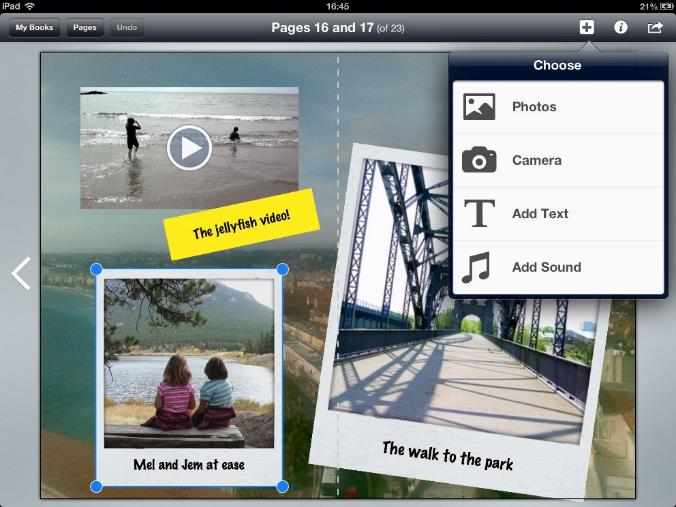 iPad 16:45 21%
My Books Pages Undo Pages 16 and 17 (of 23)
Choose
Photos
Camera
Add Text
Add Sound
The jellyfish video!
Mel and Jem at ease
The walk to the park